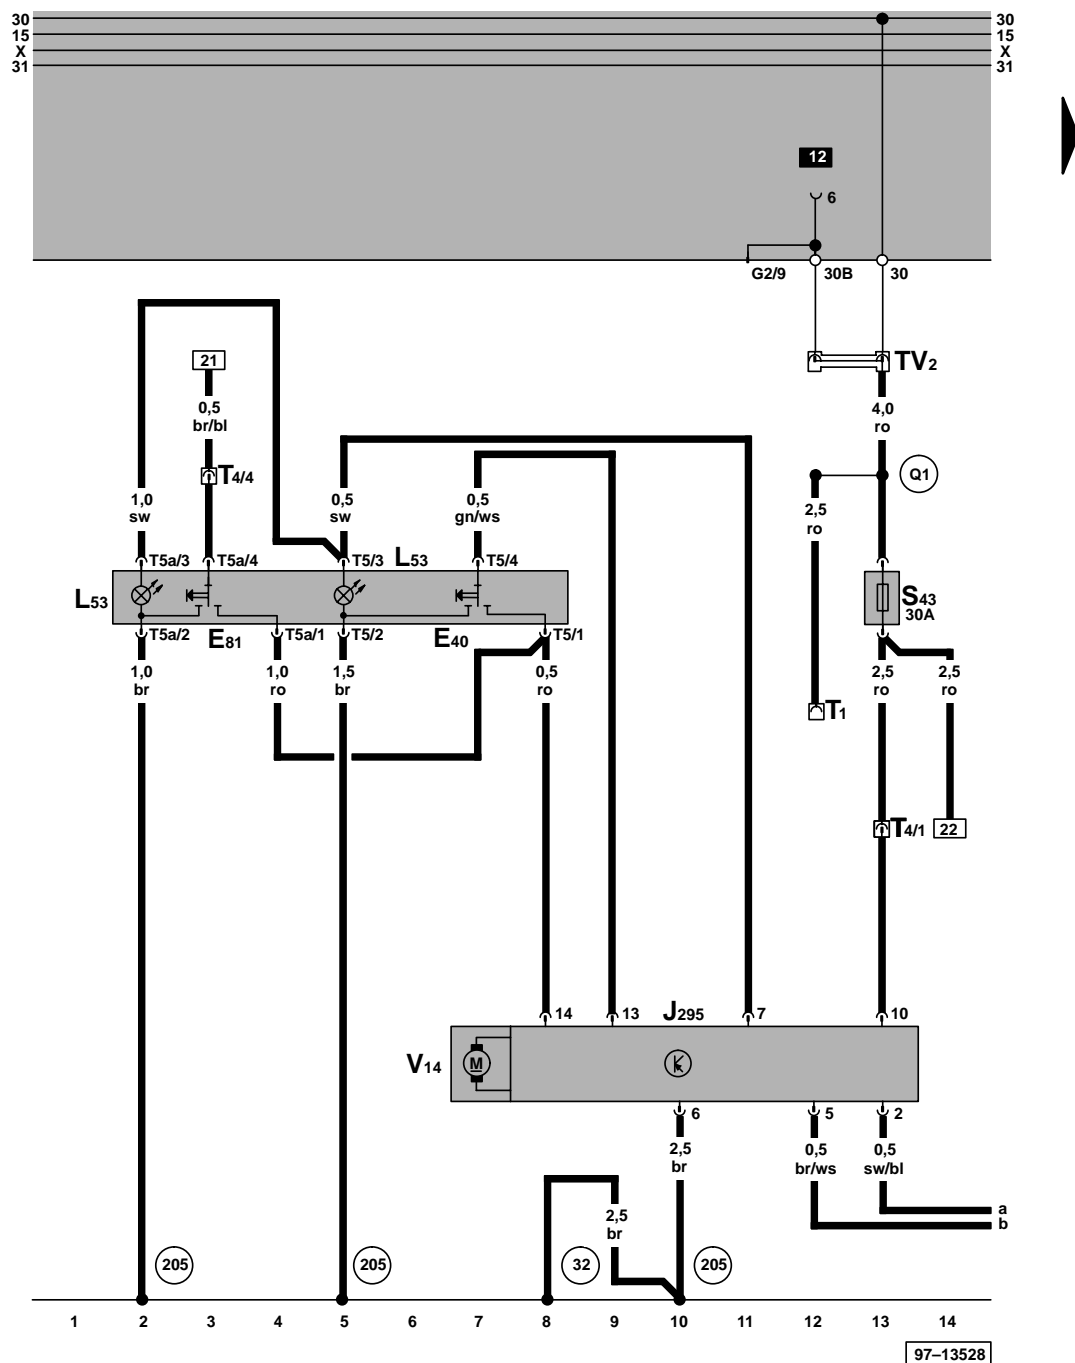 30 30
15 15
X X
31 31
12
6
G2/9 30B 30
21
TV2
0,5
br/bl
4,0
ro
T4/4
Q1
1,0
sw
0,5
sw
0,5
gn/ws
2,5
ro
T5a/3 T5a/4 T5/3 L53 T5/4
L53
S43
30A
T5a/2 E81 T5a/1 T5/2 E40 T5/1
1,0
br
1,0
ro
1,5
br
0,5
ro
2,5
ro
2,5
ro
T1
T4/1 22
14 13 J295 7 10
V14 M
6 5 2
2,5
br
0,5
br/ws
0,5
sw/bl
a
b
2,5
br
205 205 32 205
1 2 3 4 5 6 7 8 9 10 11 12 13 14
97–13528